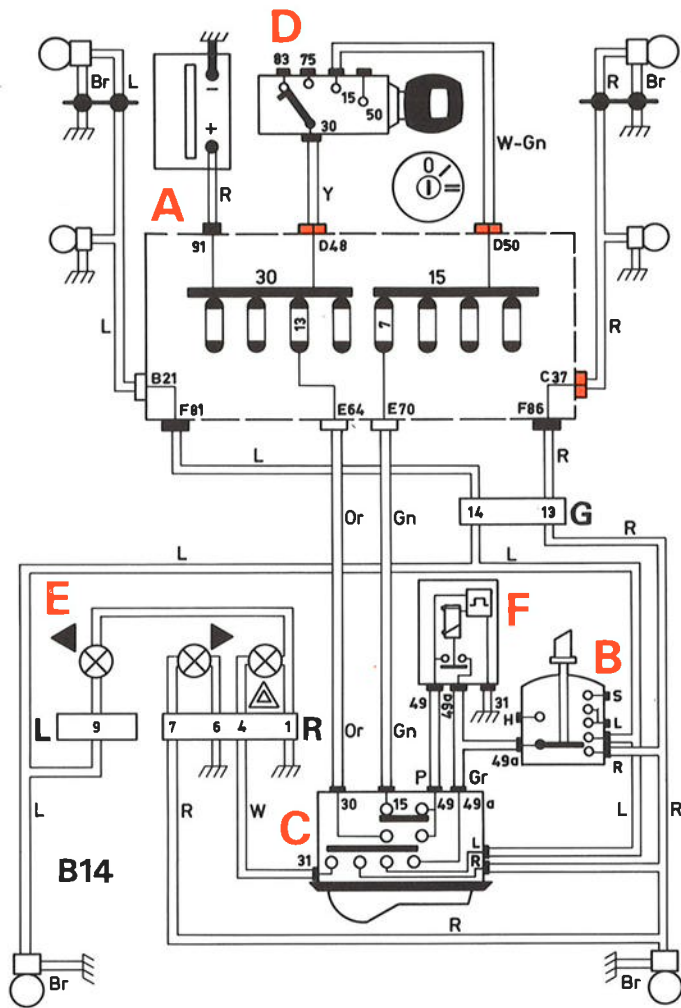 D
83 75
Br L
R Br
−
15
50
+
30
W-Gn
0
R
Y
A
91 D48 D50
30 15
13 7
L
R
B21
C37
F81 E64 E70 F86
L
R
Or Gn
14 13 G
R
L
L
E
F
B
S
49 49a 31
H
L
L 9
7 6 4 1 R
49a
R
Or Gn
P Gr
L
R
W
C
30 15 49 49a
L
R
L
R
31
B14
R
Br
Br